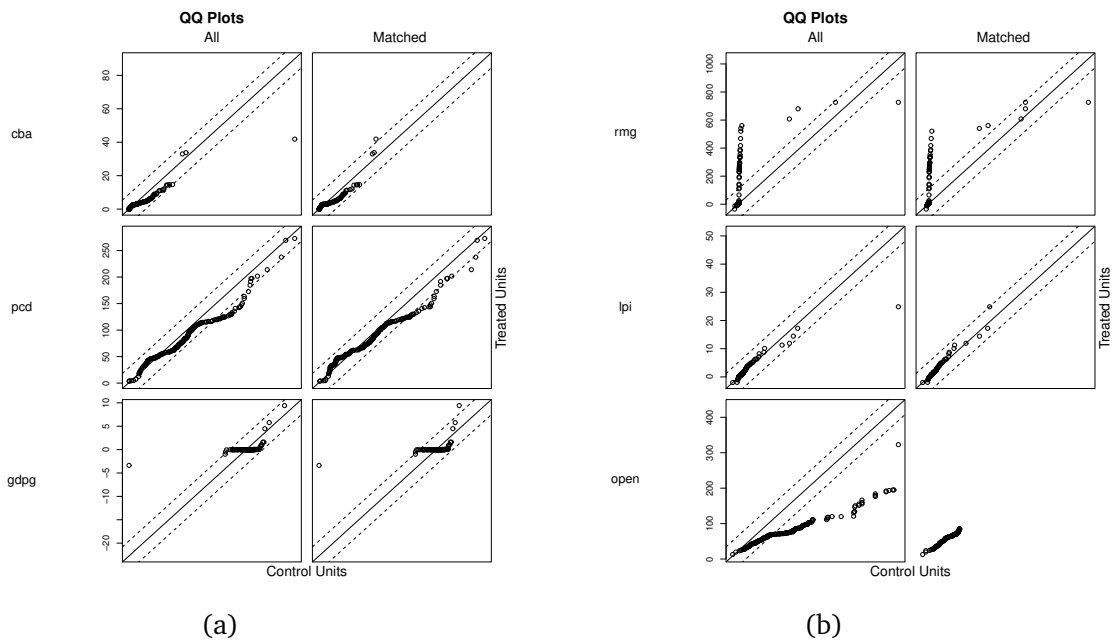 QQ Plots
All Matched
cba
0 20 40 60 80
pcd
0 50 100 150 200 250
gdpg
−20 −10 −5 0 5 10
Treated Units
Control Units
(a)
QQ Plots
All Matched
rmg
0 200 400 600 800 1000
lpi
0 10 20 30 40 50
open
0 100 200 300 400
Treated Units
Control Units
(b)